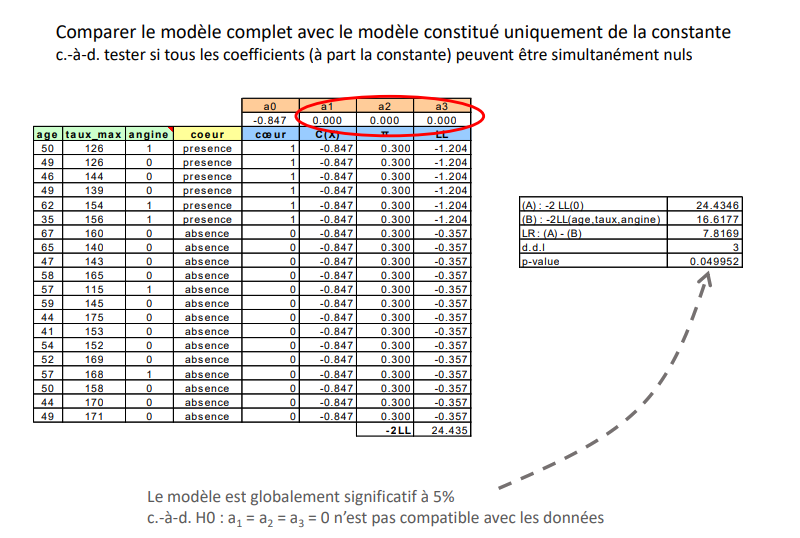 Comparer le modèle complet avec le modèle constitué uniquement de la constante
c.-à-d. tester si tous les coefficients (à part la constante) peuvent être simultanément nuls
a0 a1 a2 a3
-0.847 0.000 0.000 0.000
age taux_max angine coeur cœur C(X) π LL
50 126 1 presence 1 -0.847 0.300 -1.204
49 126 0 presence 1 -0.847 0.300 -1.204
46 144 0 presence 1 -0.847 0.300 -1.204
49 139 0 presence 1 -0.847 0.300 -1.204
62 154 1 presence 1 -0.847 0.300 -1.204
35 156 1 presence 1 -0.847 0.300 -1.204
67 160 0 absence 0 -0.847 0.300 -0.357
65 140 0 absence 0 -0.847 0.300 -0.357
47 143 0 absence 0 -0.847 0.300 -0.357
58 165 0 absence 0 -0.847 0.300 -0.357
57 115 1 absence 0 -0.847 0.300 -0.357
59 145 0 absence 0 -0.847 0.300 -0.357
44 175 0 absence 0 -0.847 0.300 -0.357
41 153 0 absence 0 -0.847 0.300 -0.357
54 152 0 absence 0 -0.847 0.300 -0.357
52 169 0 absence 0 -0.847 0.300 -0.357
57 168 1 absence 0 -0.847 0.300 -0.357
50 158 0 absence 0 -0.847 0.300 -0.357
44 170 0 absence 0 -0.847 0.300 -0.357
49 171 0 absence 0 -0.847 0.300 -0.357
-2LL 24.435
(A) : -2 LL(0) 24.4346
(B) : -2LL(age,taux,angine) 16.6177
LR : (A) - (B) 7.8169
d.d.l 3
p-value 0.049952
Le modèle est globalement significatif à 5%
c.-à-d. H0 : a₁ = a₂ = a₃ = 0 n’est pas compatible avec les données